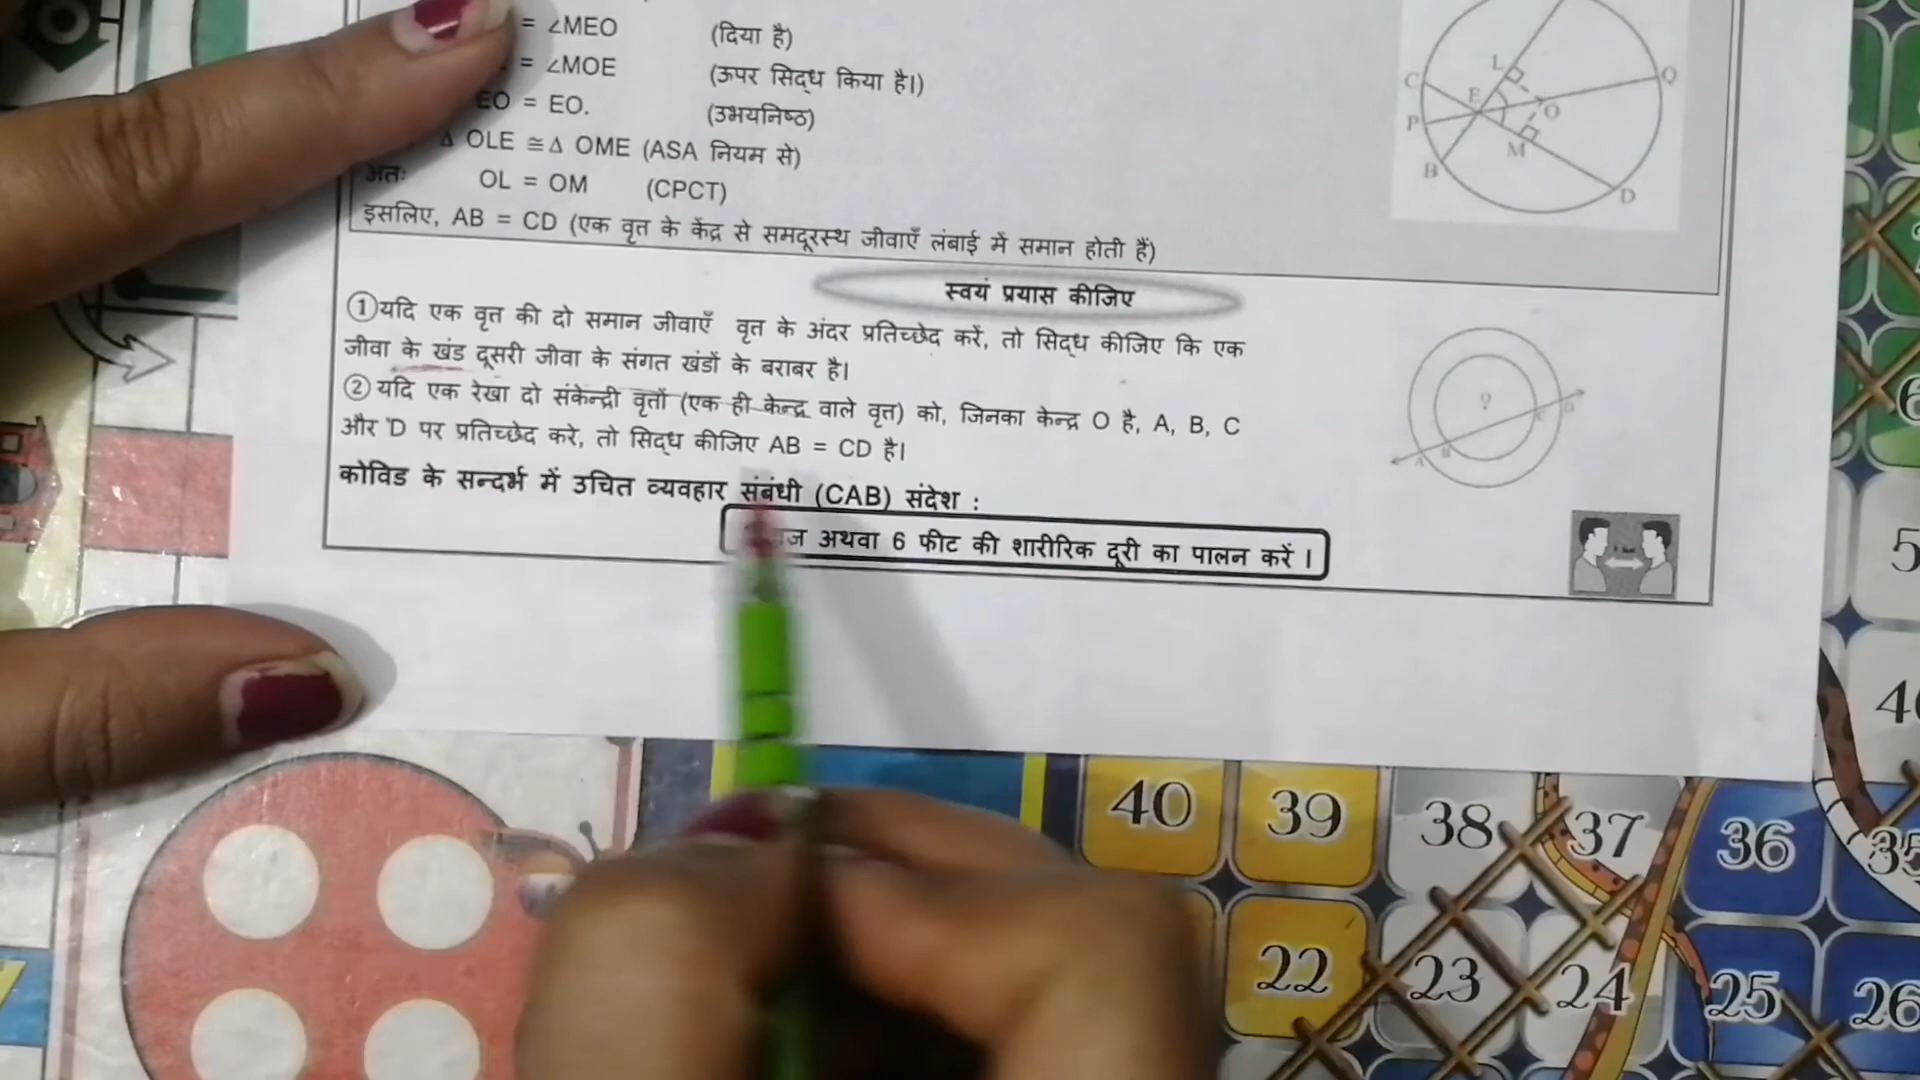 = ∠MEO (दिया है)
= ∠MOE (ऊपर सिद्ध किया है।)
EO = EO. (उभयनिष्ठ)
Δ OLE ≅ Δ OME (ASA नियम से)
अतः OL = OM (CPCT)
इसलिए, AB = CD (एक वृत्त के केंद्र से समदूरस्थ जीवाएँ लंबाई में समान होती हैं)
C L Q
E O
P M
B D
स्वयं प्रयास कीजिए
①यदि एक वृत्त की दो समान जीवाएँ वृत्त के अंदर प्रतिच्छेद करें, तो सिद्ध कीजिए कि एक
जीवा के खंड दूसरी जीवा के संगत खंडों के बराबर है।
② यदि एक रेखा दो संकेन्द्री वृत्तों (एक ही केन्द्र वाले वृत्त) को, जिनका केन्द्र O है, A, B, C
और D पर प्रतिच्छेद करे, तो सिद्ध कीजिए AB = CD है।
O
A B C D
कोविड के सन्दर्भ में उचित व्यवहार संबंधी (CAB) संदेश :
अथवा 6 फीट की शारीरिक दूरी का पालन करें ।
6
5
40 39 38 37 36 35
22 23 24 25 26